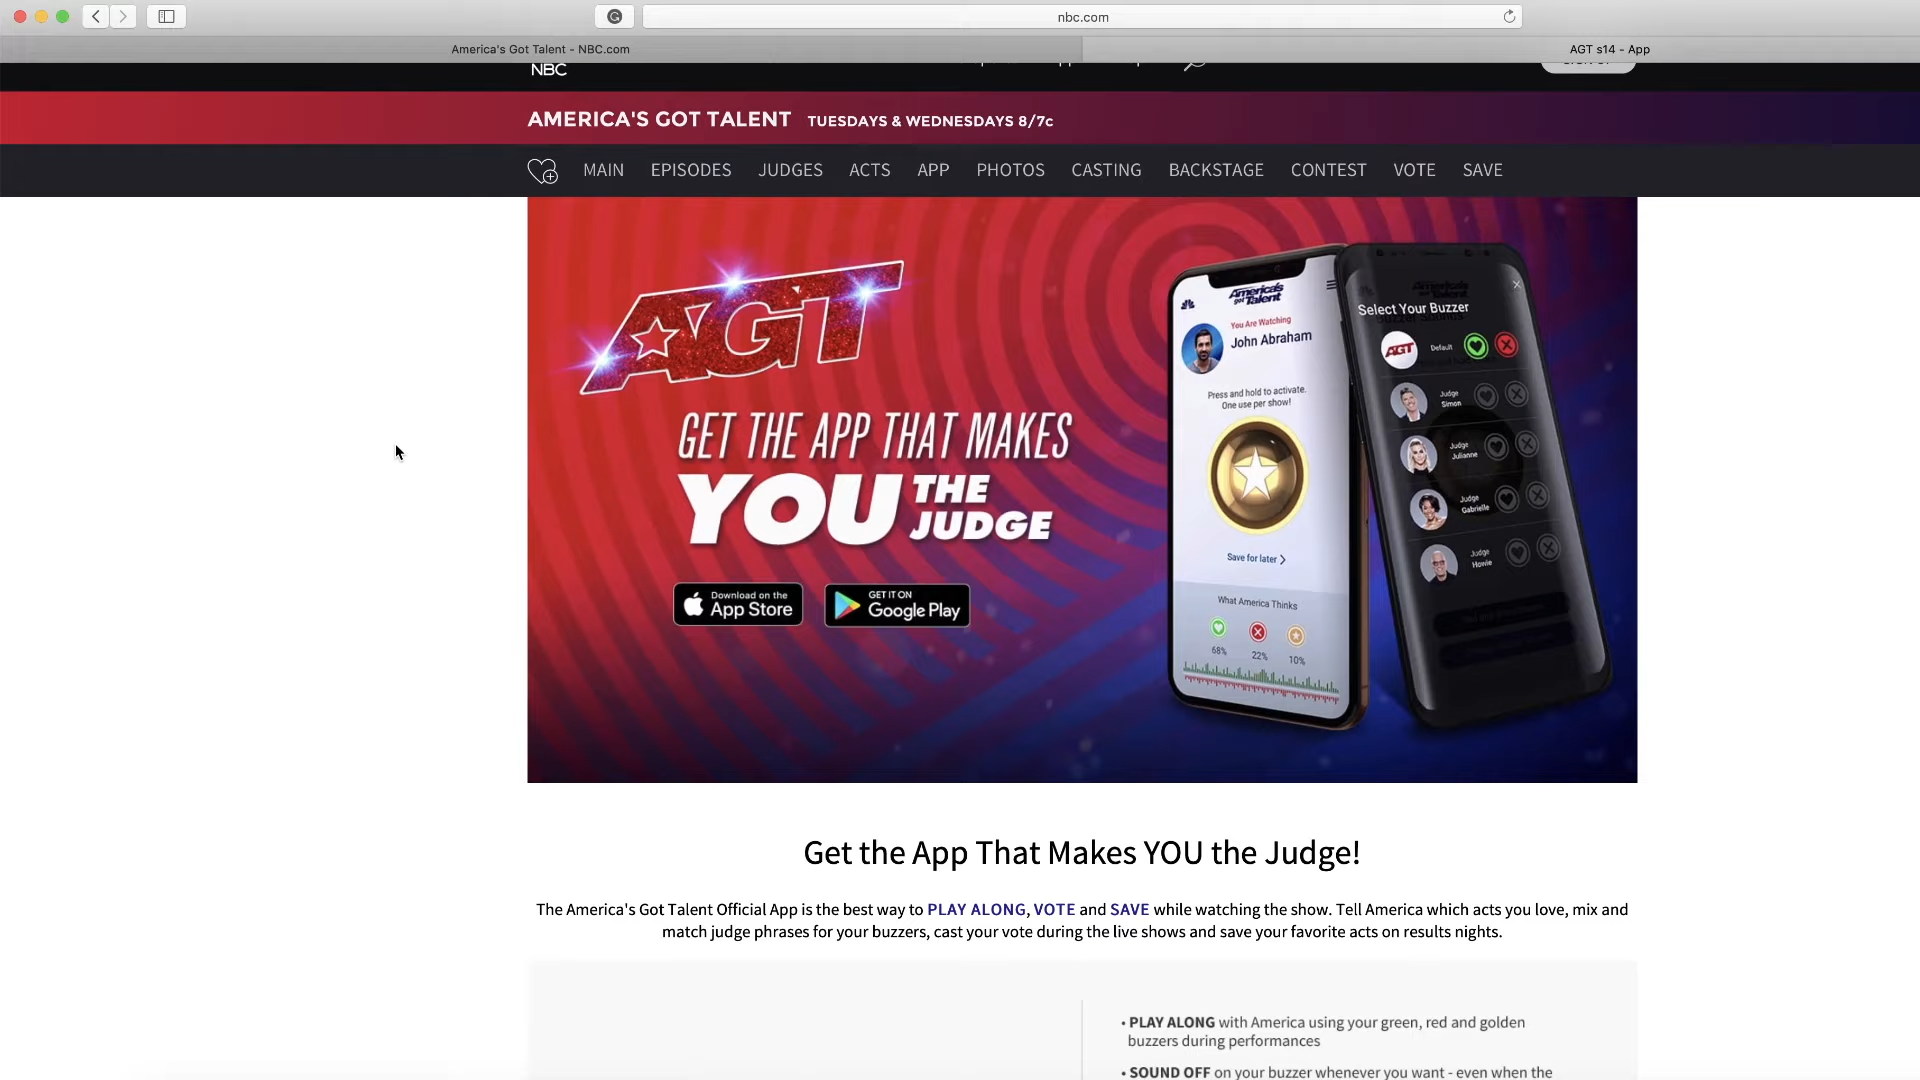 nbc.com
America's Got Talent - NBC.com
AGT s14 - App
NBC
AMERICA'S GOT TALENT TUESDAYS & WEDNESDAYS 8/7c
MAIN EPISODES JUDGES ACTS APP PHOTOS CASTING BACKSTAGE CONTEST VOTE SAVE
AGT
GET THE APP THAT MAKES
YOU THE JUDGE
Download on the
App Store
GET IT ON
Google Play
America's
got Talent
You Are Watching
John Abraham
Press and hold to activate.
One use per show!
Save for later >
What America Thinks
68% 22% 10%
Select Your Buzzer
AGT Default
Judge
Simon
Judge
Julianne
Judge
Gabrielle
Judge
Howie
Get the App That Makes YOU the Judge!
The America's Got Talent Official App is the best way to PLAY ALONG, VOTE and SAVE while watching the show. Tell America which acts you love, mix and
match judge phrases for your buzzers, cast your vote during the live shows and save your favorite acts on results nights.
• PLAY ALONG with America using your green, red and golden
buzzers during performances
• SOUND OFF on your buzzer whenever you want - even when the